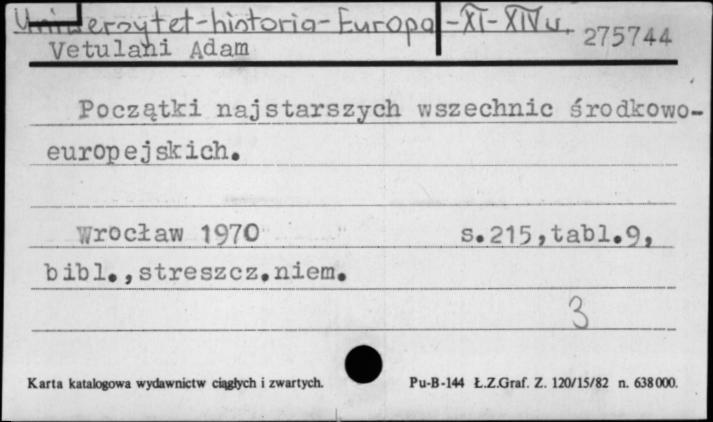 Uniwersytet-historia-Europa-XI-XIV w.
275744
Vetulani Adam
Początki najstarszych wszechnic środkowo-
europejskich.
Wrocław 1970 s.215,tabl.9,
bibl.,streszcz.niem.
3
Karta katalogowa wydawnictw ciągłych i zwartych. Pu-B-144 Ł.Z.Graf. Z. 120/15/82 n. 638000.